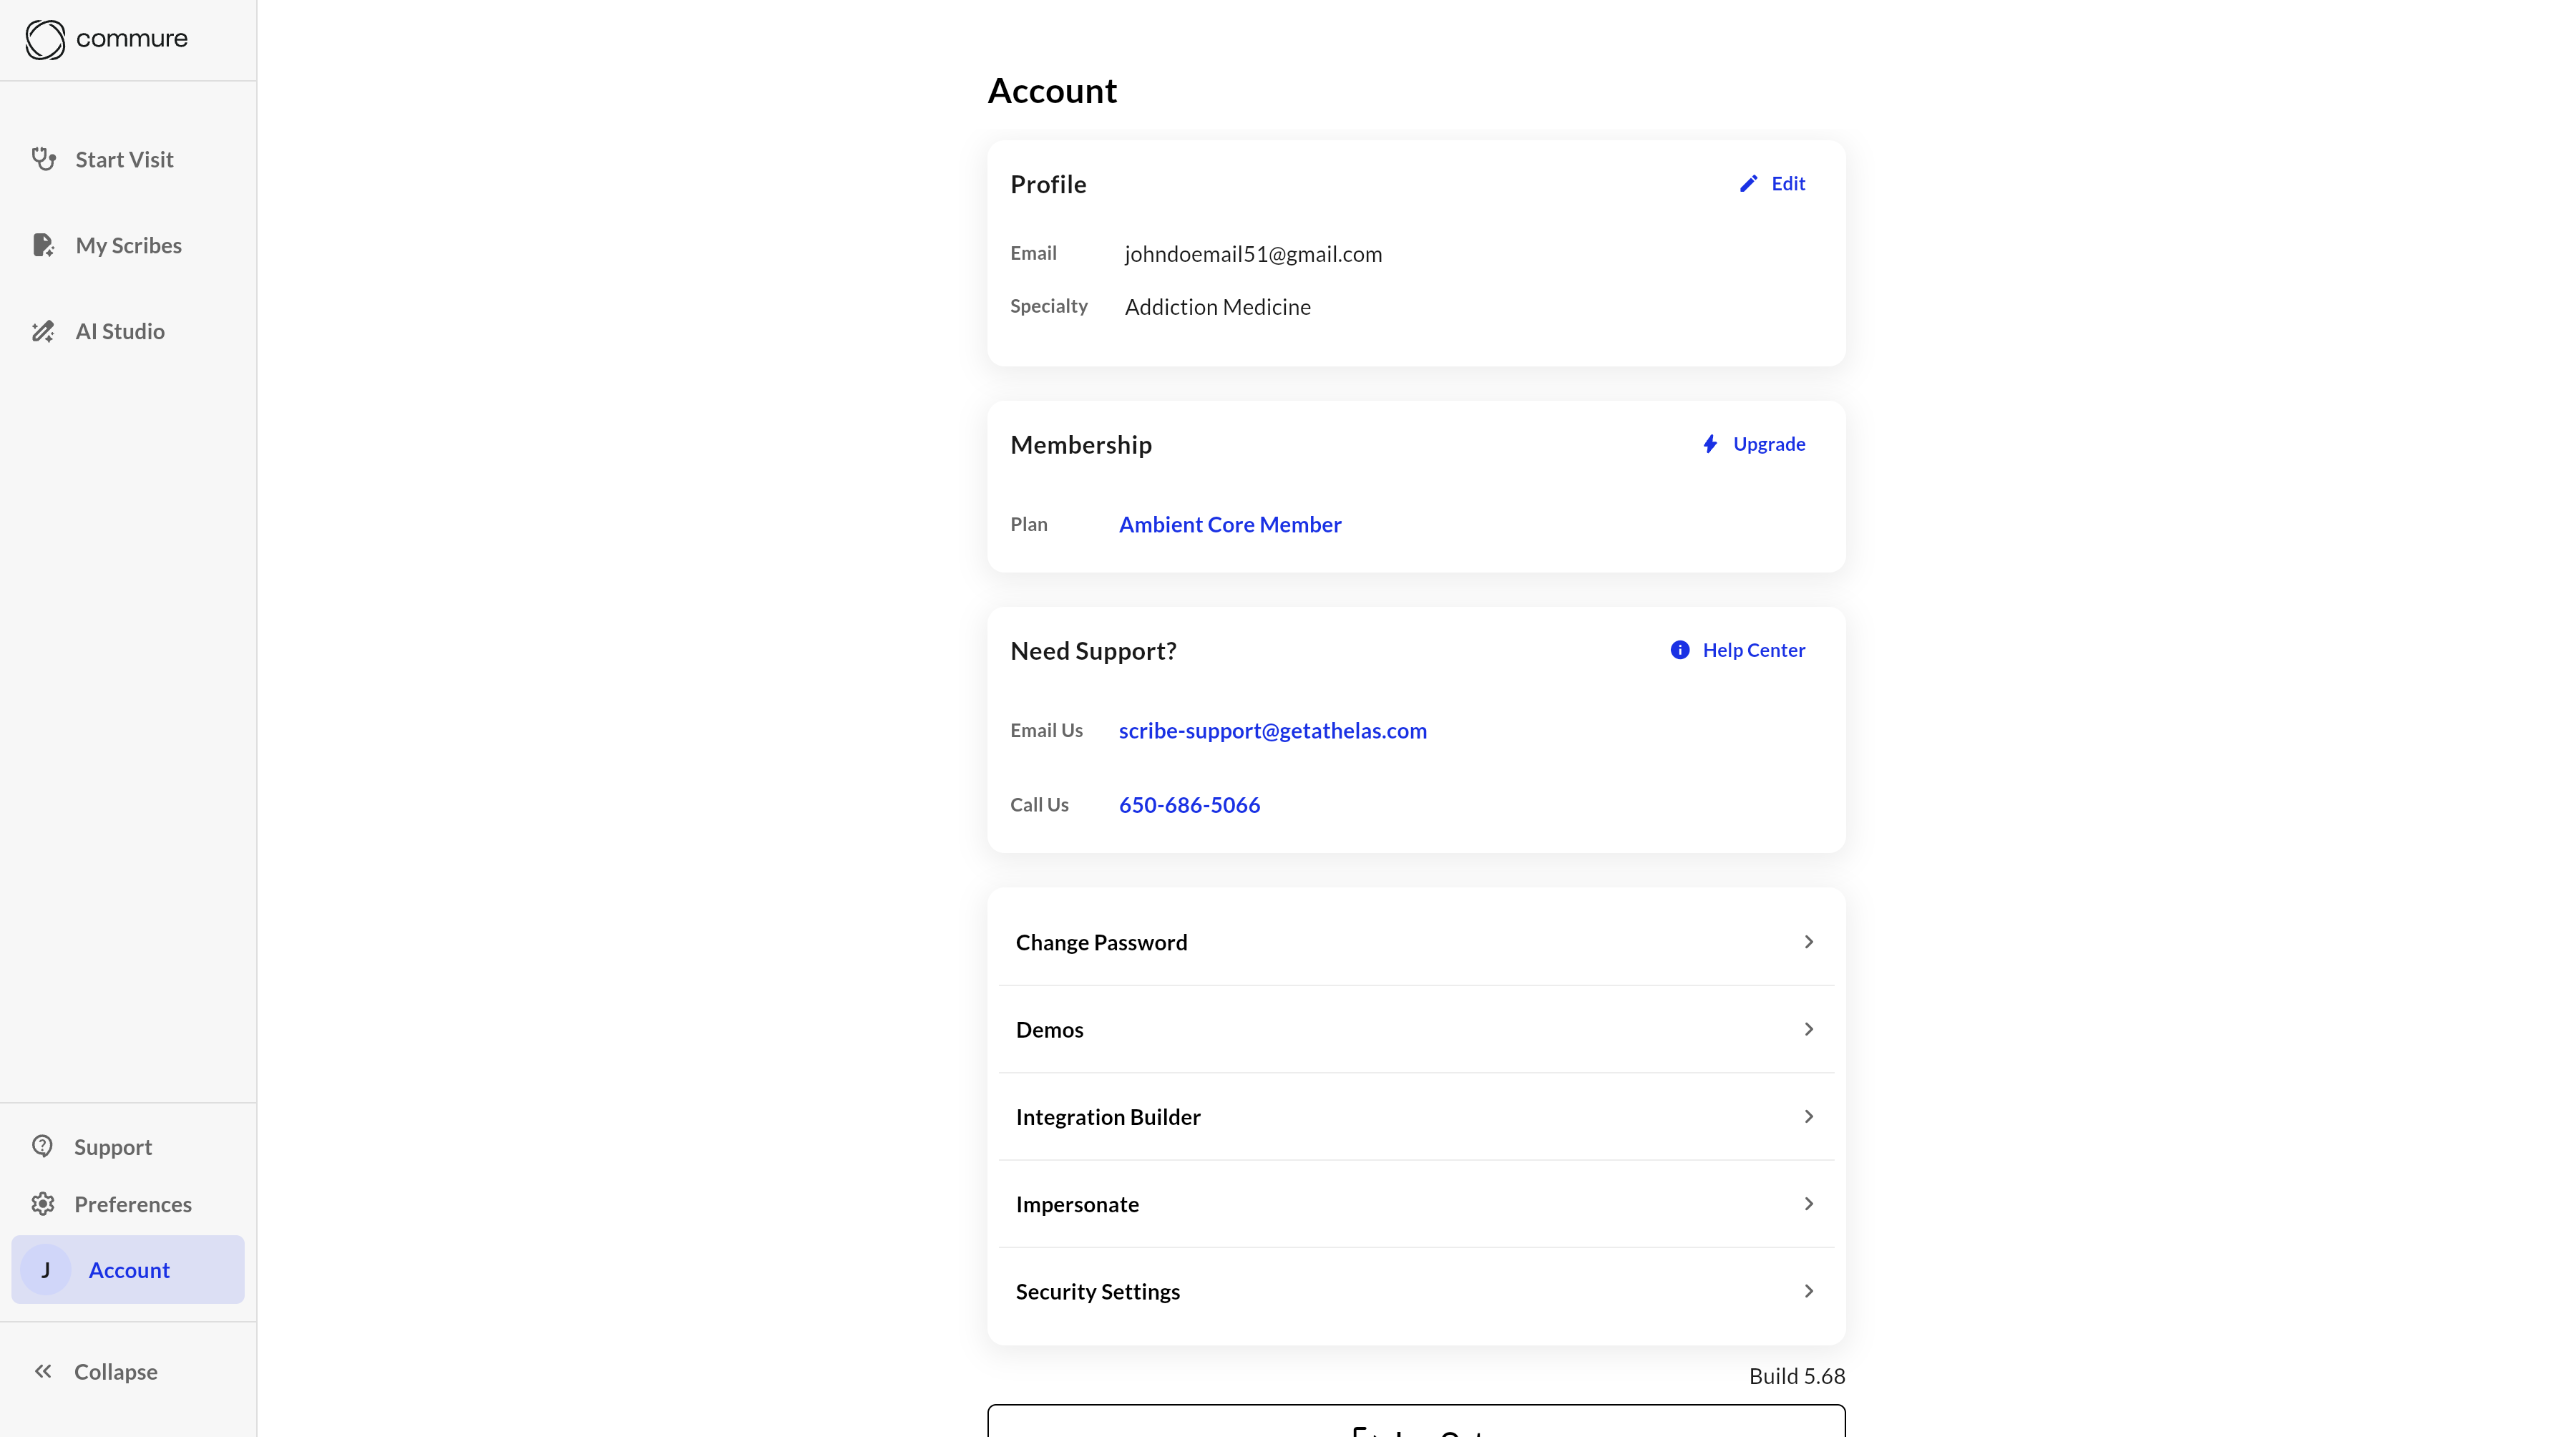 commure
Start Visit
My Scribes
AI Studio
Support
Preferences
J
Account
Collapse
Account
Profile
Edit
Email
johndoemail51@gmail.com
Specialty
Addiction Medicine
Membership
Upgrade
Plan
Ambient Core Member
Need Support?
Help Center
Email Us
scribe-support@getathelas.com
Call Us
650-686-5066
Change Password
Demos
Integration Builder
Impersonate
Security Settings
Build 5.68